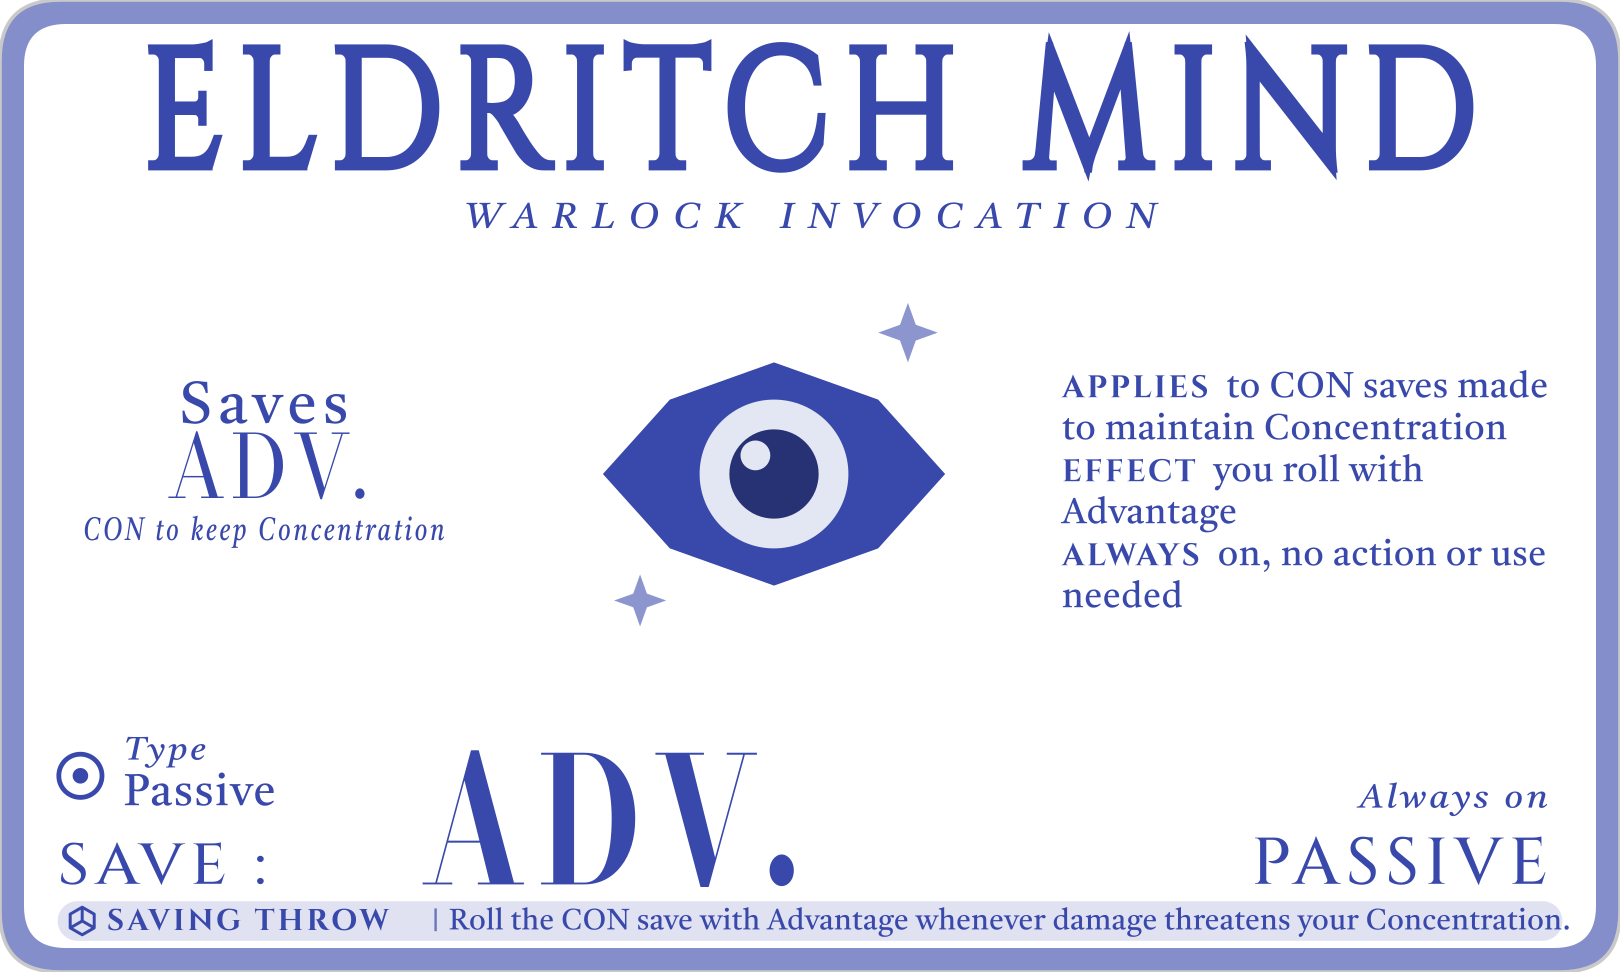 ELDRITCH MIND
WARLOCK INVOCATION
Saves
ADV.
CON to keep Concentration
APPLIES to CON saves made
to maintain Concentration
EFFECT you roll with
Advantage
ALWAYS on, no action or use
needed
Type
Passive
SAVE :
ADV.
Always on
PASSIVE
SAVING THROW | Roll the CON save with Advantage whenever damage threatens your Concentration.